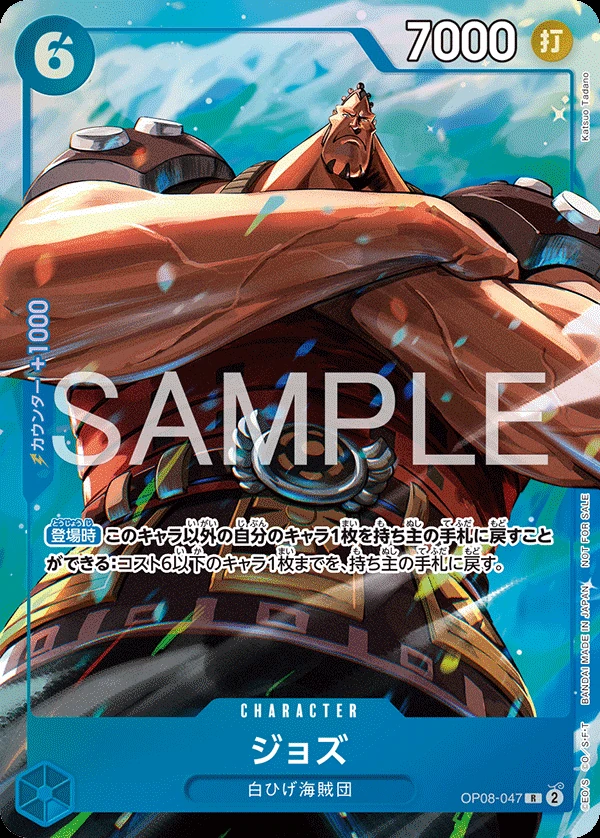 6
7000
打
Katsuo Tadano
カウンター+1000
SAMPLE
登場時 このキャラ以外の自分のキャラ1枚を持ち主の手札に戻すこと
ができる:コスト6以下のキャラ1枚までを、持ち主の手札に戻す。
CHARACTER
ジョズ
白ひげ海賊団
OP08-047 R 2
©E.O/S ©O/S・F・T BANDAI MADE IN JAPAN NOT FOR SALE